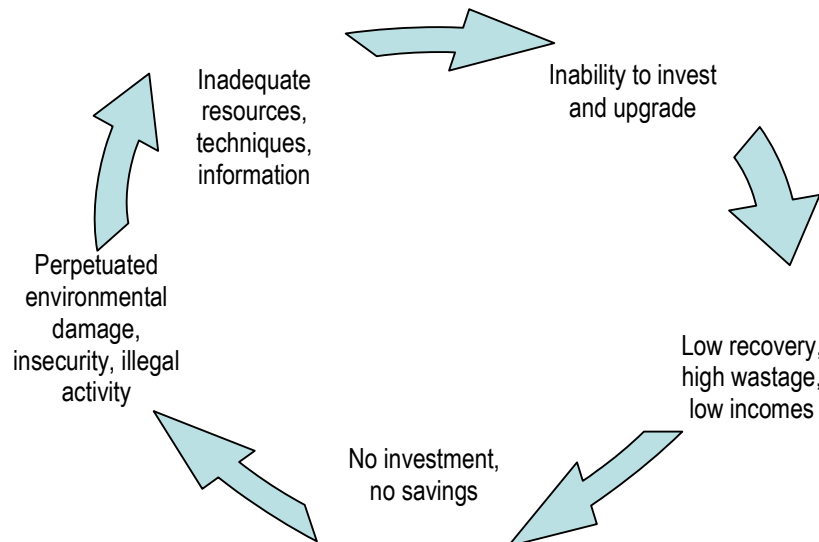 Inadequate
resources,
techniques,
information
Inability to invest
and upgrade
Low recovery,
high wastage,
low incomes
No investment,
no savings
Perpetuated
environmental
damage,
insecurity, illegal
activity